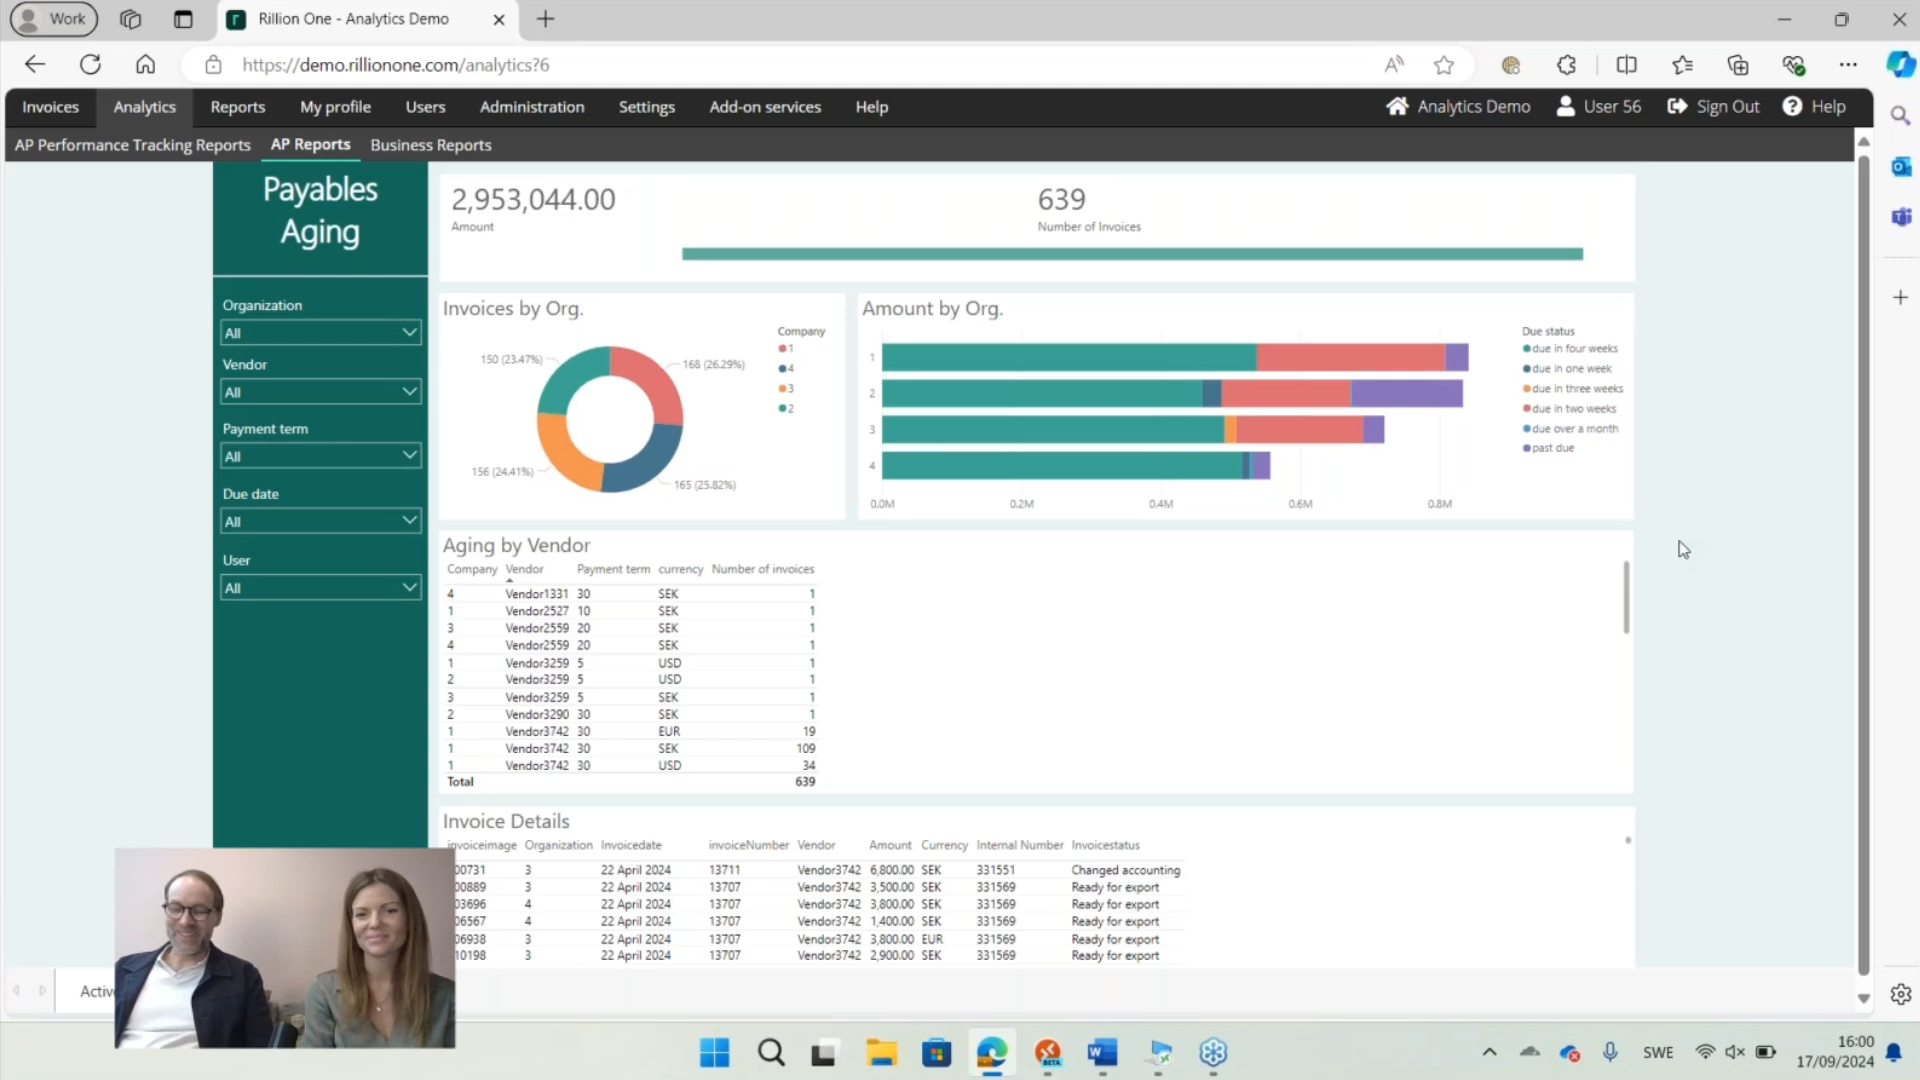 Work
Rillion One - Analytics Demo
https://demo.rillionone.com/analytics?6
Invoices Analytics Reports My profile Users Administration Settings Add-on services Help Analytics Demo User 56 Sign Out Help
AP Performance Tracking Reports AP Reports Business Reports
Payables
Aging
Organization
All
Vendor
All
Payment term
All
Due date
All
User
All
2,953,044.00
Amount
639
Number of Invoices
Invoices by Org.
150 (23.47%)
168 (26.29%)
156 (24.41%)
165 (25.82%)
Company
1
4
3
2
Amount by Org.
1
2
3
4
0.0M 0.2M 0.4M 0.6M 0.8M
Due status
due in four weeks
due in one week
due in three weeks
due in two weeks
due over a month
past due
Aging by Vendor
Company Vendor Payment term currency Number of invoices
4 Vendor1331 30 SEK 1
1 Vendor2527 10 SEK 1
3 Vendor2559 20 SEK 1
4 Vendor2559 20 SEK 1
1 Vendor3259 5 USD 1
2 Vendor3259 5 USD 1
3 Vendor3259 5 SEK 1
2 Vendor3290 30 SEK 1
1 Vendor3742 30 EUR 19
1 Vendor3742 30 SEK 109
1 Vendor3742 30 USD 34
Total 639
Invoice Details
invoiceimage Organization Invoicedate invoiceNumber Vendor Amount Currency Internal Number Invoicestatus
00731 3 22 April 2024 13711 Vendor3742 6,800.00 SEK 331551 Changed accounting
00889 3 22 April 2024 13707 Vendor3742 3,500.00 SEK 331569 Ready for export
03696 4 22 April 2024 13707 Vendor3742 3,800.00 SEK 331569 Ready for export
06567 4 22 April 2024 13707 Vendor3742 1,400.00 SEK 331569 Ready for export
06938 3 22 April 2024 13707 Vendor3742 3,800.00 EUR 331569 Ready for export
10198 3 22 April 2024 13707 Vendor3742 2,900.00 SEK 331569 Ready for export
Activ
BETA
SWE
16:00
17/09/2024